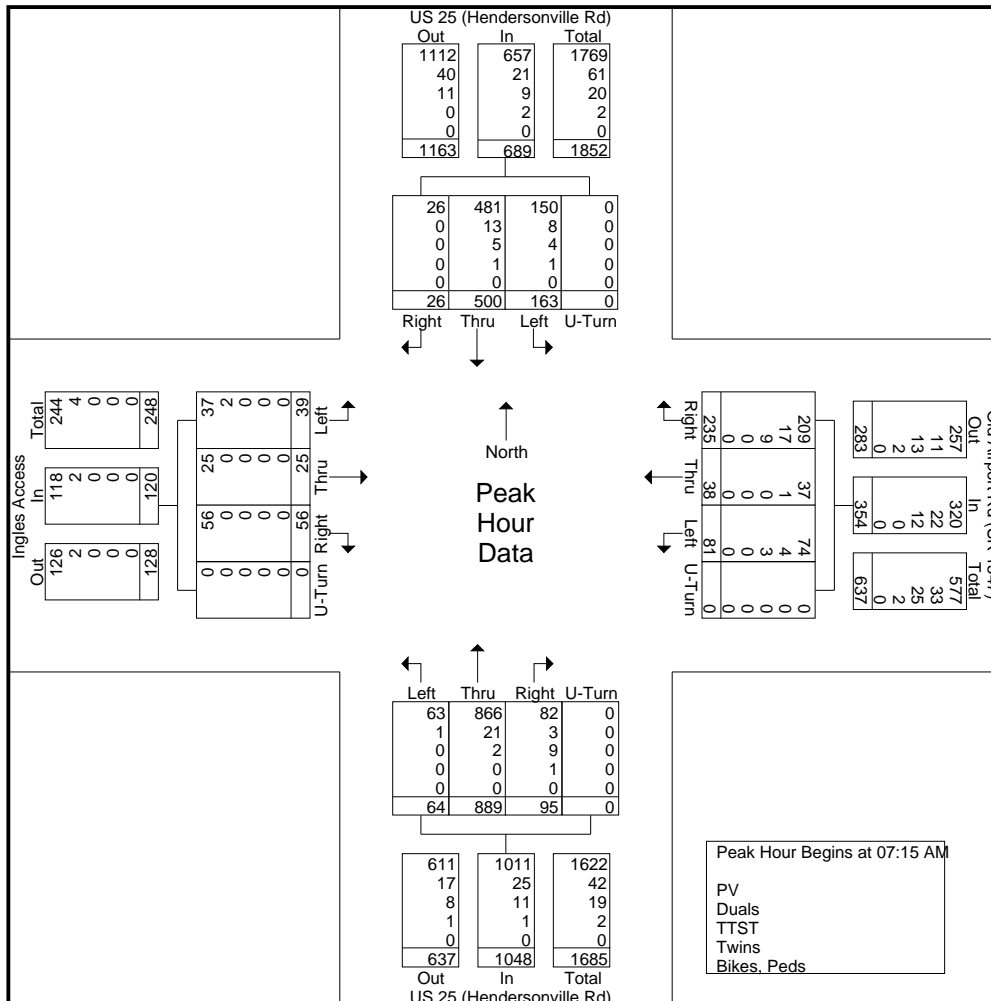 US 25 (Hendersonville Rd)
Out In Total
1112 657 1769
40 21 61
11 9 20
0 2 2
0 0 0
1163 689 1852
26 481 150 0
0 13 8 0
0 5 4 0
0 1 1 0
0 0 0 0
26 500 163 0
Right Thru Left U-Turn
Ingles Access
Total
244 4 0 0 0 248
In
118 2 0 0 0 120
Out
126 2 0 0 0 128
37 2 0 0 0 39
Left
25 0 0 0 0 25
Thru
56 0 0 0 0 56
Right
0 0 0 0 0 0
U-Turn
North
Peak
Hour
Data
Right
209 17 9 0 0 235
Thru
37 1 0 0 0 38
Left
74 4 3 0 0 81
U-Turn
0 0 0 0 0 0
Out
257 11 13 2 0 283
In
320 22 12 0 0 354
Total
577 33 25 2 0 637
Airport Rd
Left Thru Right U-Turn
63 866 82 0
1 21 3 0
0 2 9 0
0 0 1 0
0 0 0 0
64 889 95 0
611 1011 1622
17 25 42
8 11 19
1 1 2
0 0 0
637 1048 1685
Out In Total
US 25 (Hendersonville Rd)
Peak Hour Begins at 07:15 AM
PV
Duals
TTST
Twins
Bikes, Peds